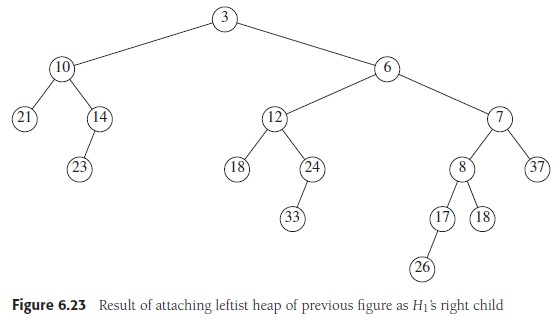 3
10 6
21 14 12 7
23 18 24 8 37
33 17 18
26
Figure 6.23 Result of attaching leftist heap of previous figure as H1's right child